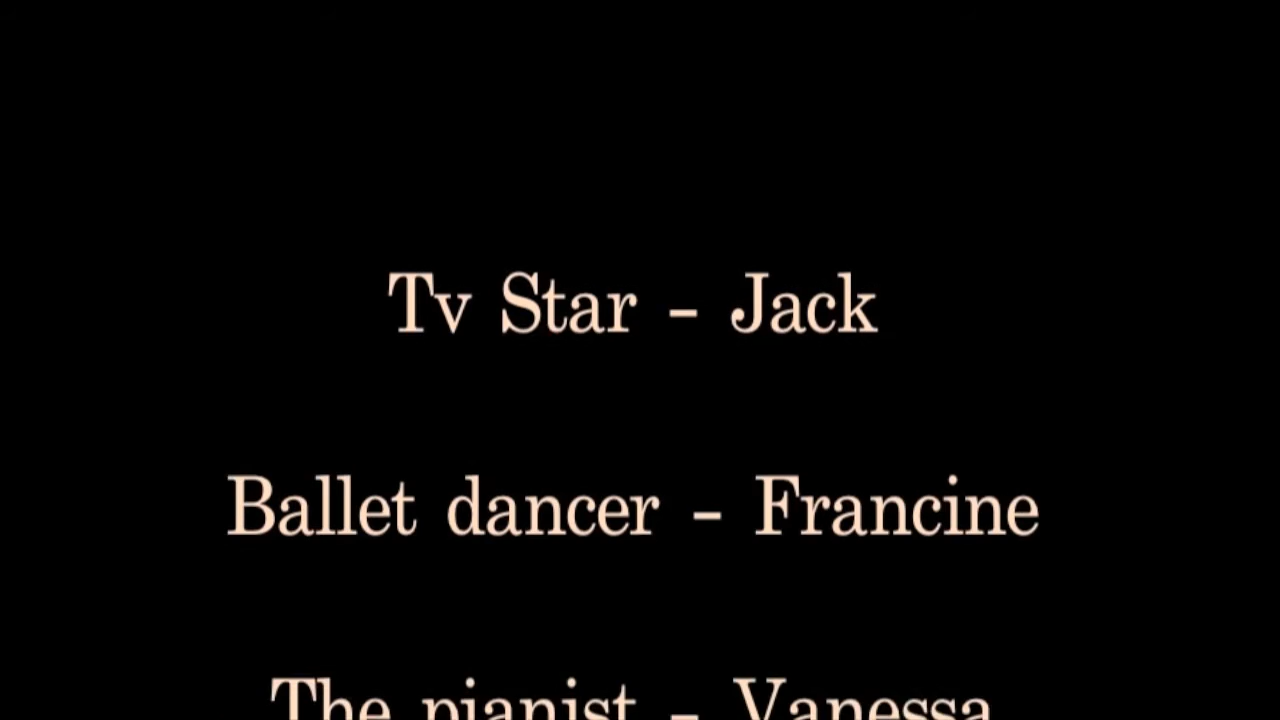 Tv Star - Jack
Ballet dancer - Francine
The pianist - Vanessa